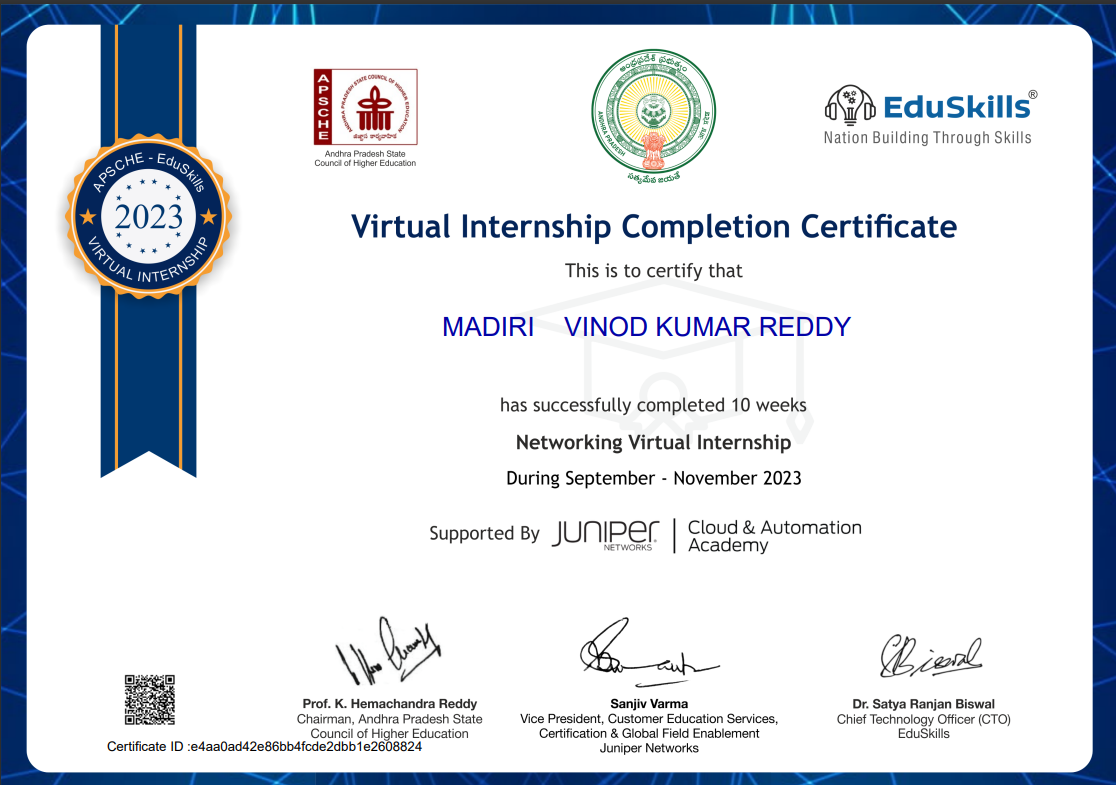 APSCHE - EduSkills
2023
VIRTUAL INTERNSHIP
APSCHE
ANDHRA PRADESH STATE COUNCIL OF HIGHER EDUCATION
Andhra Pradesh State
Council of Higher Education
ఆంధ్రప్రదేశ్ ప్రభుత్వం
ANDHRA PRADESH
సత్యమేవ జయతే
EduSkills®
Nation Building Through Skills
Virtual Internship Completion Certificate
This is to certify that
MADIRI VINOD KUMAR REDDY
has successfully completed 10 weeks
Networking Virtual Internship
During September - November 2023
Supported By JUNIPer NETWORKS | Cloud & Automation
Academy
Prof. K. Hemachandra Reddy
Chairman, Andhra Pradesh State
Council of Higher Education
Sanjiv Varma
Vice President, Customer Education Services,
Certification & Global Field Enablement
Juniper Networks
Dr. Satya Ranjan Biswal
Chief Technology Officer (CTO)
EduSkills
Certificate ID :e4aa0ad42e86bb4fcde2dbb1e2608824